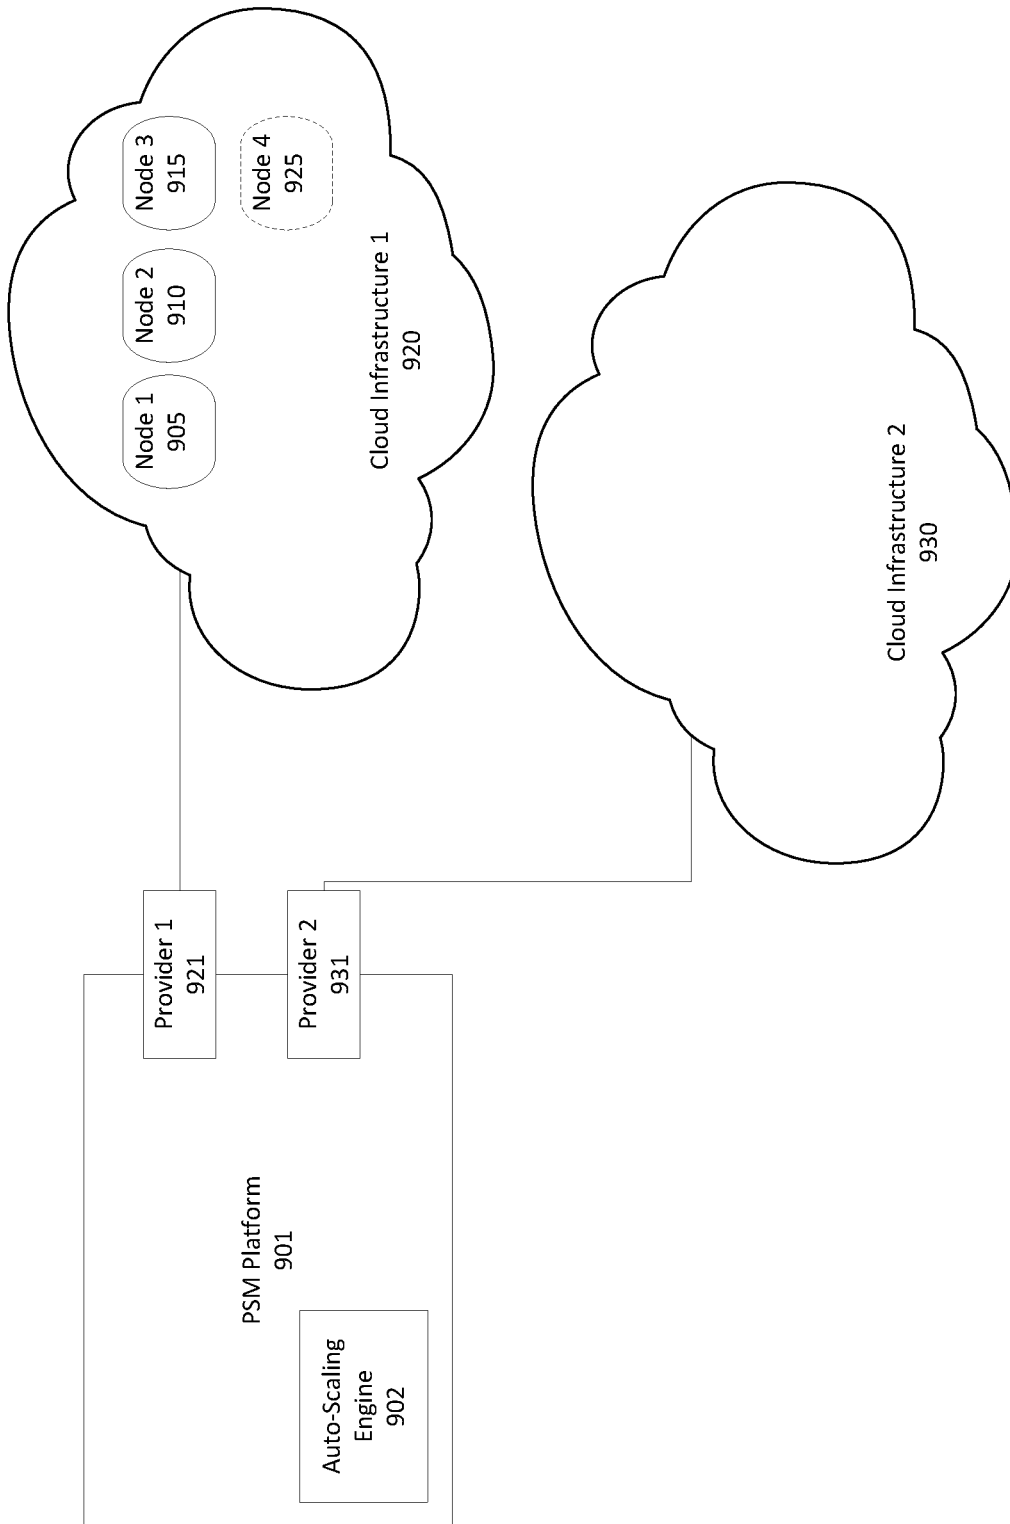 Auto-Scaling
Engine
902
PSM Platform
901
Provider 1
921
Provider 2
931
Node 1
905
Node 2
910
Node 3
915
Node 4
925
Cloud Infrastructure 1
920
Cloud Infrastructure 2
930